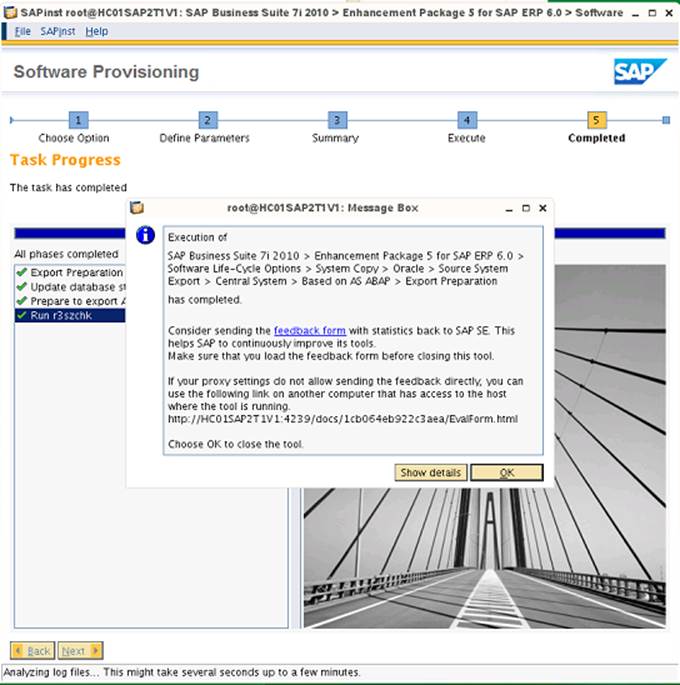 SAPinst root@HC01SAP2T1V1: SAP Business Suite 7i 2010 > Enhancement Package 5 for SAP ERP 6.0 > Software
File SAPinst Help
Software Provisioning
SAP
1 2 3 4 5
Choose Option Define Parameters Summary Execute Completed
Task Progress
The task has completed
root@HC01SAP2T1V1: Message Box
All phases completed
Export Preparation
Update database st
Prepare to export A
Run r3szchk
Execution of
SAP Business Suite 7i 2010 > Enhancement Package 5 for SAP ERP 6.0 >
Software Life-Cycle Options > System Copy > Oracle > Source System
Export > Central System > Based on AS ABAP > Export Preparation
has completed.
Consider sending the feedback form with statistics back to SAP SE. This
helps SAP to continuously improve its tools.
Make sure that you load the feedback form before closing this tool.
If your proxy settings do not allow sending the feedback directly, you can
use the following link on another computer that has access to the host
where the tool is running.
http://HC01SAP2T1V1:4239/docs/1cb064eb922c3aea/EvalForm.html
Choose OK to close the tool.
Show details OK
Back Next
Analyzing log files... This might take several seconds up to a few minutes.